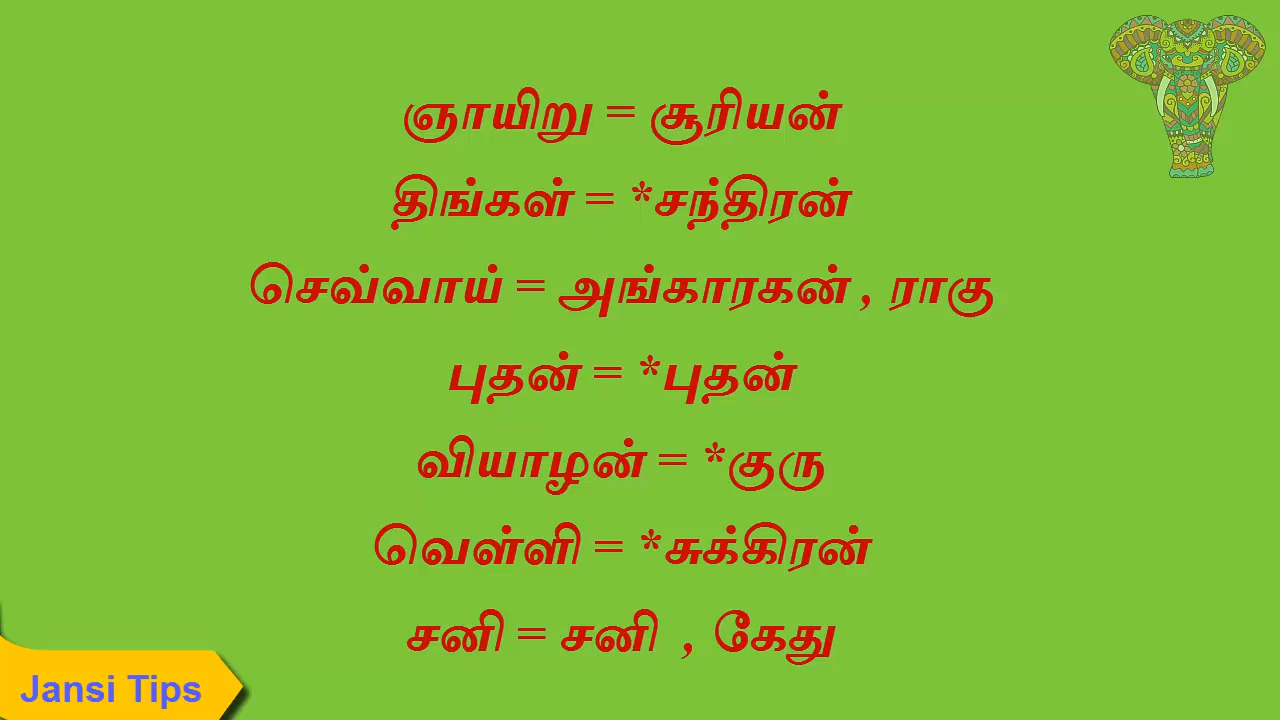 ஞாயிறு = சூரியன்
திங்கள் = *சந்திரன்
செவ்வாய் = அங்காரகன் , ராகு
புதன் = *புதன்
வியாழன் = *குரு
வெள்ளி = *சுக்கிரன்
சனி = சனி , கேது
Jansi Tips